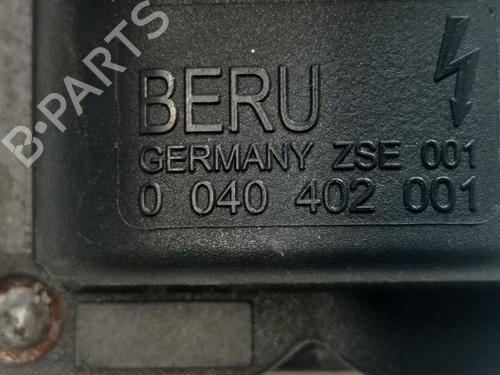 B-PARTS
BERU
GERMANY ZSE 001
0 040 402 001